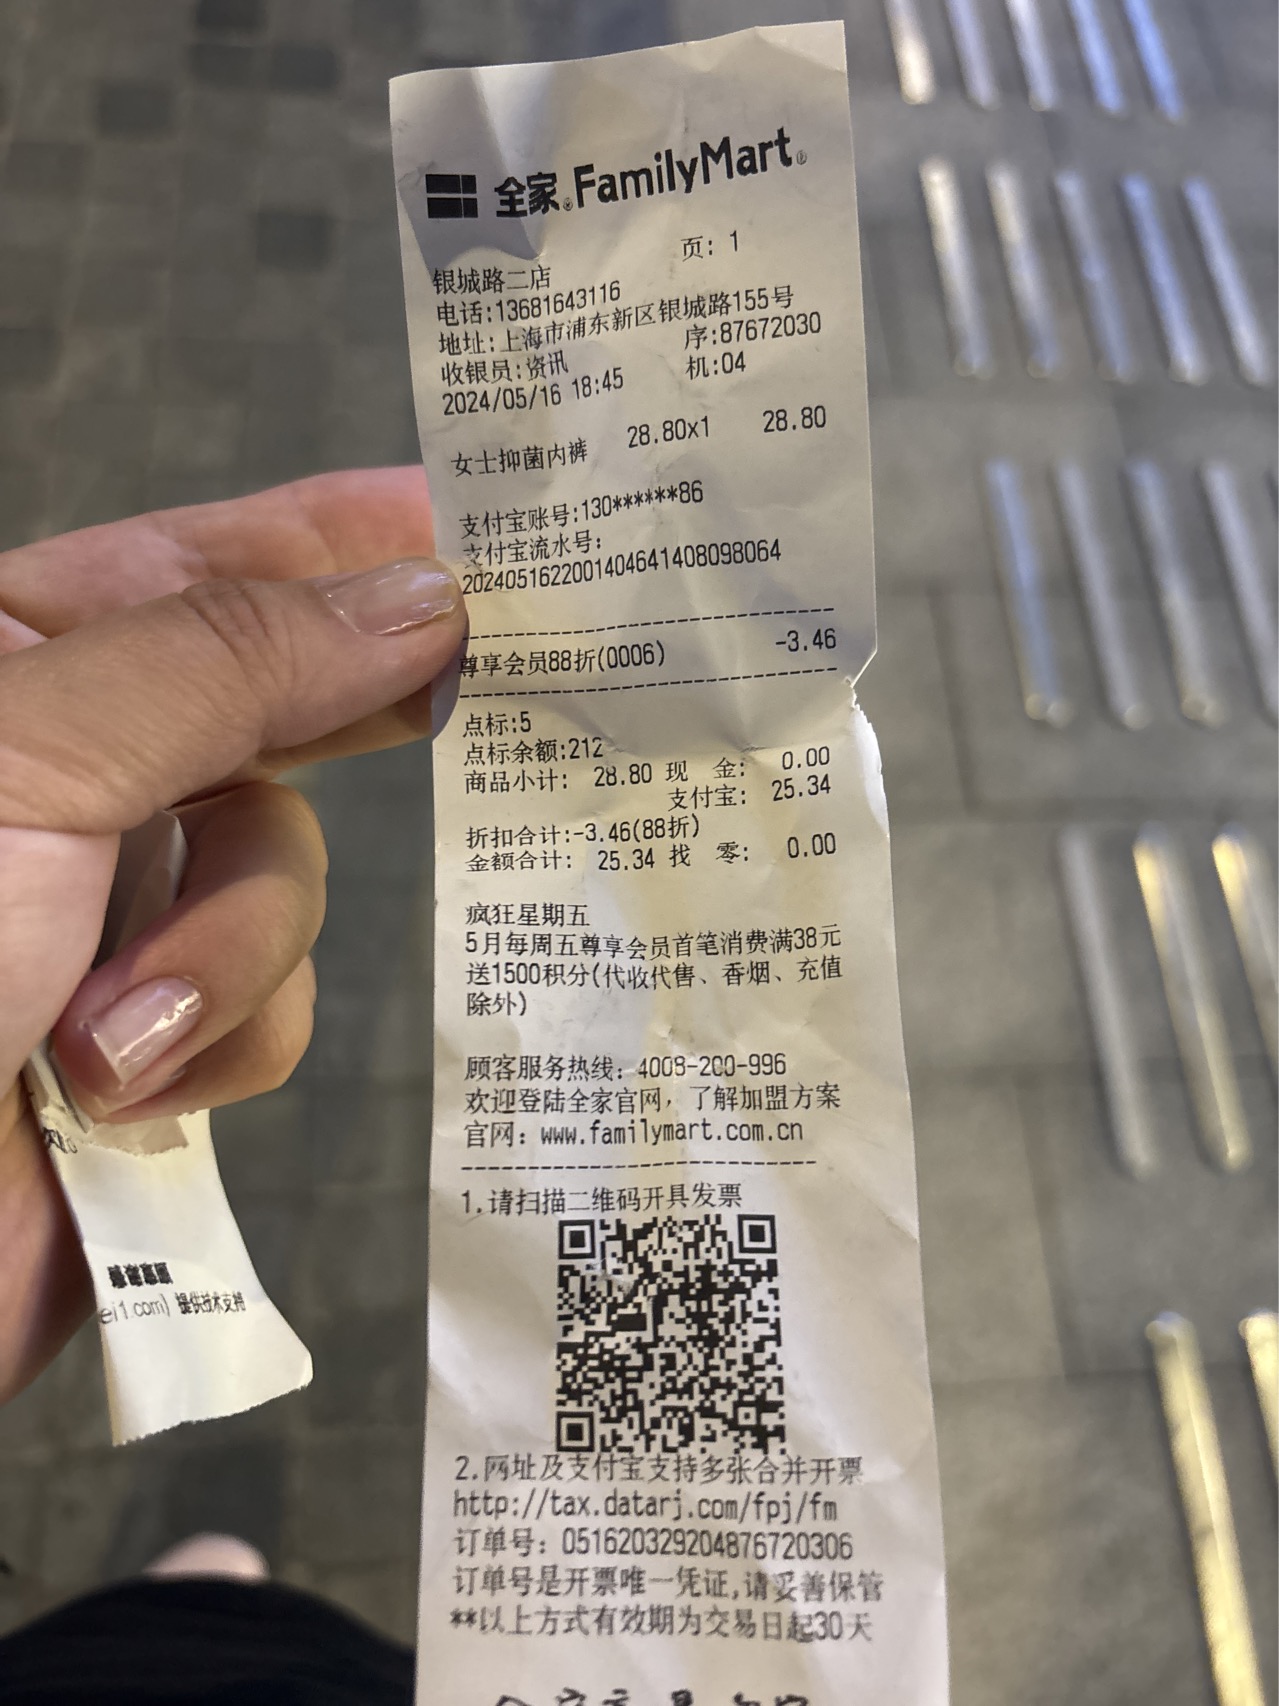 全家 FamilyMart
页: 1
银城路二店
电话:13681643116
地址:上海市浦东新区银城路155号
收银员:资讯 序:87672030
2024/05/16 18:45 机:04
女士抑菌内裤 28.80x1 28.80
支付宝账号:130******86
支付宝流水号:
2024051622001404641408098064
尊享会员88折(0006) -3.46
点标:5
点标余额:212
商品小计: 28.80 现 金: 0.00
支付宝: 25.34
折扣合计:-3.46(88折)
金额合计: 25.34 找 零: 0.00
疯狂星期五
5月每周五尊享会员首笔消费满38元
送1500积分(代收代售、香烟、充值
除外)
顾客服务热线: 4008-200-996
欢迎登陆全家官网,了解加盟方案
官网: www.familymart.com.cn
1.请扫描二维码开具发票
2.网址及支付宝支持多张合并开票
http://tax.datarj.com/fpj/fm
订单号: 0516203292048767​20306
订单号是开票唯一凭证,请妥善保管
**以上方式有效期为交易日起30天
感谢惠顾
ei1.com) 提供技术支持